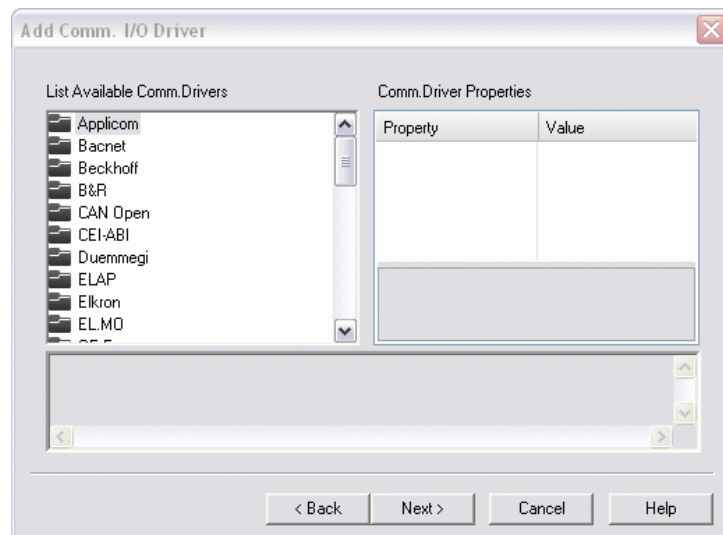 Add Comm. I/O Driver
List Available Comm.Drivers
Applicom
Bacnet
Beckhoff
B&R
CAN Open
CEI-ABI
Duemmegi
ELAP
Elkron
EL.MO
Comm.Driver Properties
Property Value
< Back Next > Cancel Help